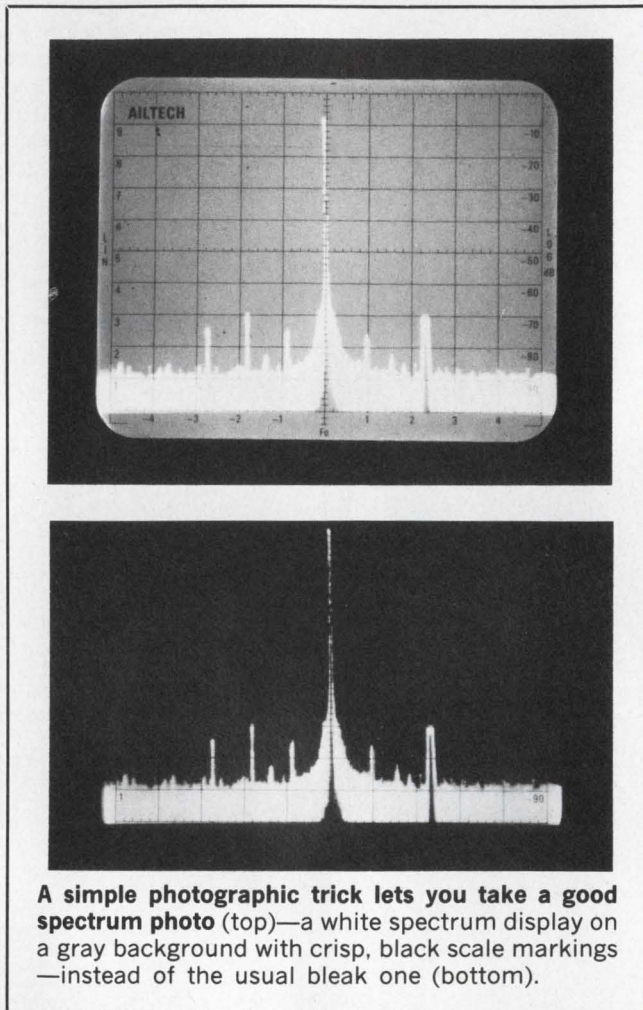 AILTECH
9
-10
8
-20
7
-30
6
-40
LIN
5
-50
LOG dB
4
-60
3
-70
2
-80
1
90
-4 -3 -2 -1 1 2 3 4
Fo
1
-90
A simple photographic trick lets you take a good
spectrum photo (top)—a white spectrum display on
a gray background with crisp, black scale markings
—instead of the usual bleak one (bottom).